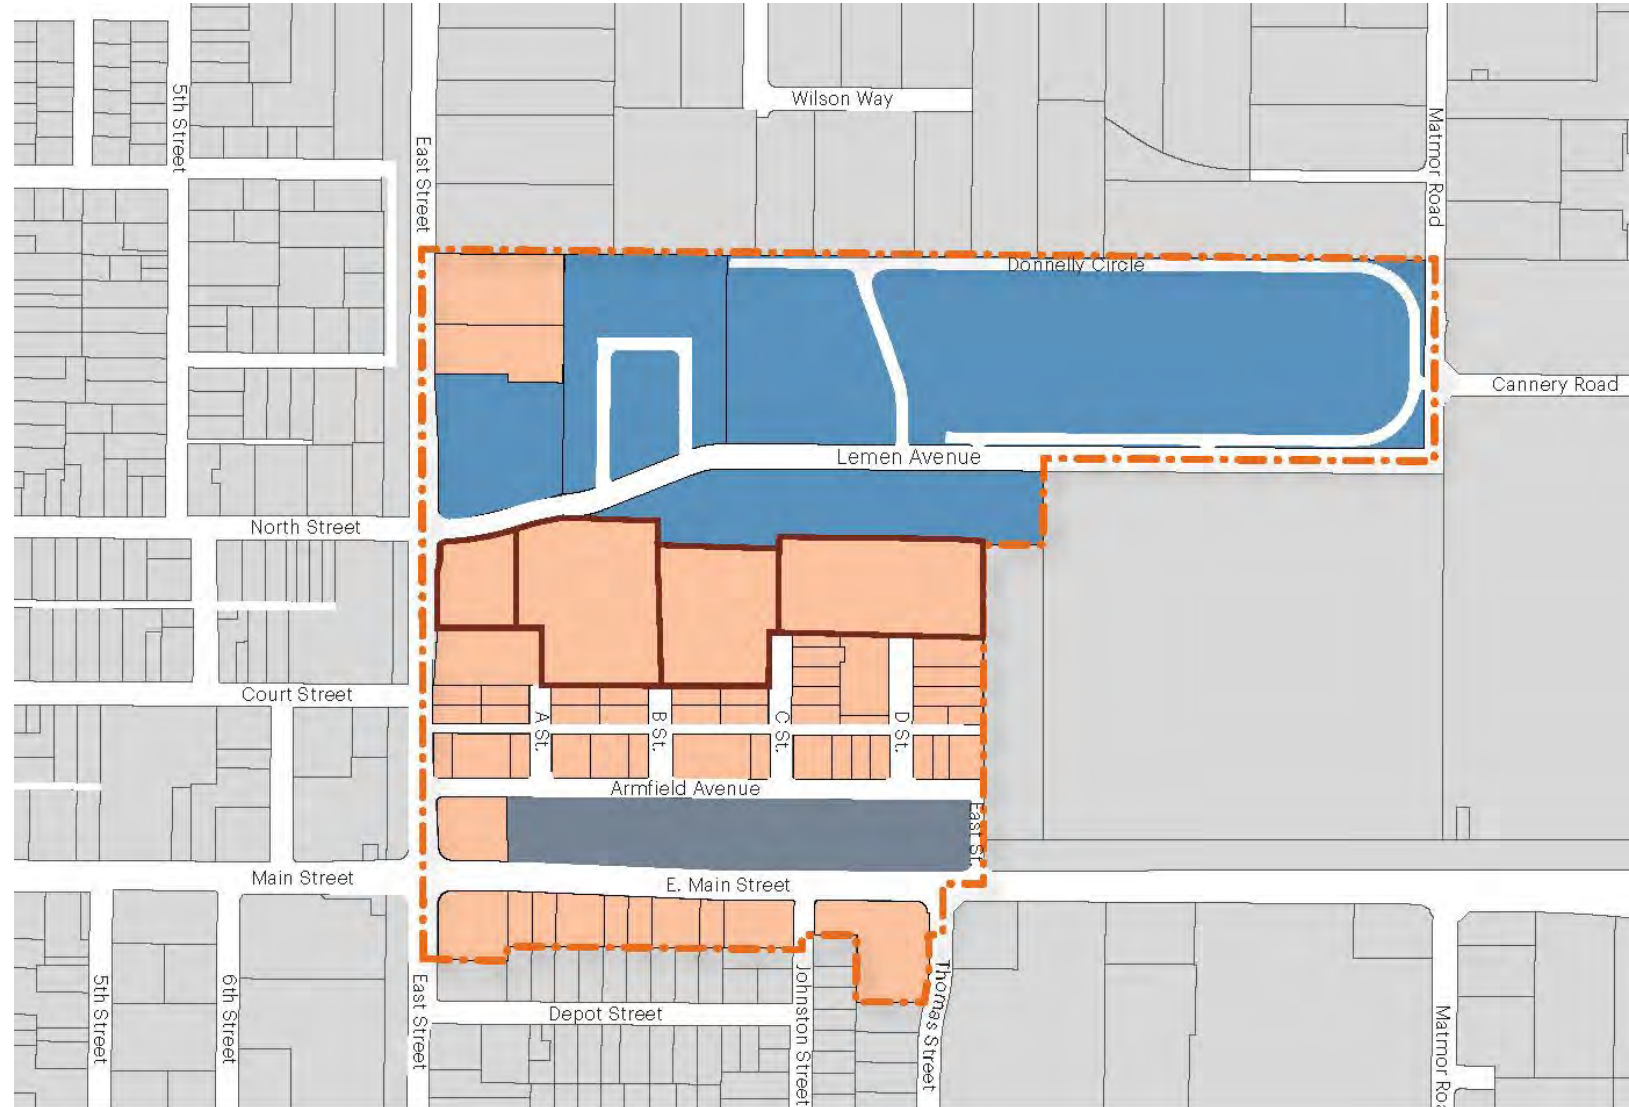 Wilson Way
5th Street
East Street
Matmor Road
Donnelly Circle
Cannery Road
Lemen Avenue
North Street
Court Street
A St.
B St.
C St.
D St.
Armfield Avenue
East St.
Main Street
E. Main Street
5th Street
6th Street
East Street
Johnston Street
Thomas Street
Depot Street
Matmor Roa